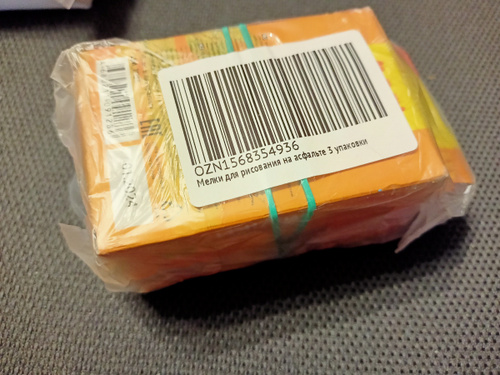 OZN1568354936
Мелки для рисования на асфальте 3 упаковки